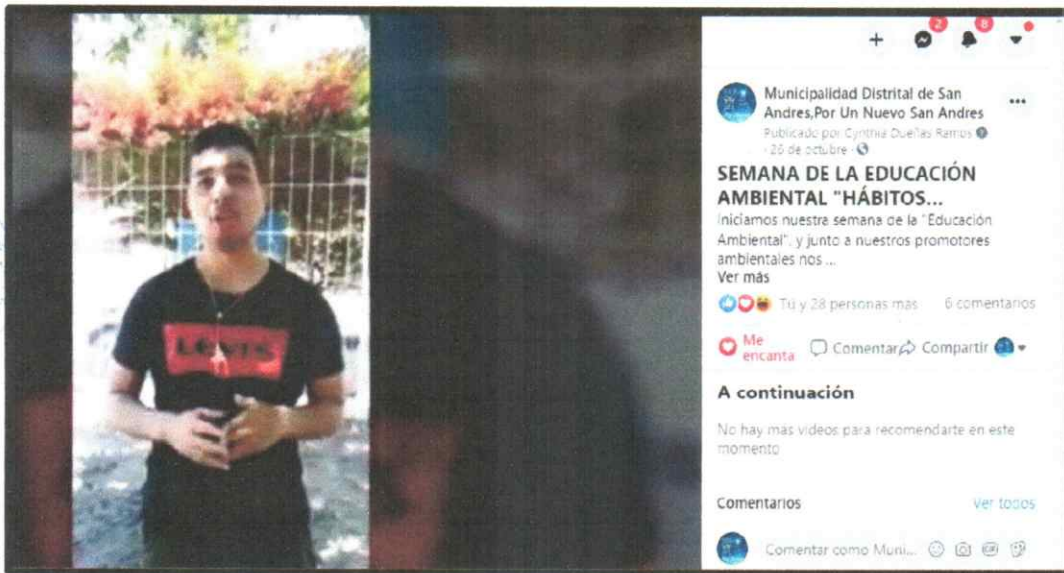 LEVI'S
2 8
Municipalidad Distrital de San
Andres,Por Un Nuevo San Andres
Publicado por Cynthia Dueñas Ramos
· 26 de octubre ·
SEMANA DE LA EDUCACIÓN
AMBIENTAL "HÁBITOS...
Iniciamos nuestra semana de la "Educación
Ambiental", y junto a nuestros promotores
ambientales nos ...
Ver más
Tú y 28 personas más 6 comentarios
Me
encanta Comentar Compartir
A continuación
No hay más videos para recomendarte en este
momento
Comentarios Ver todos
Comentar como Muni... GIF